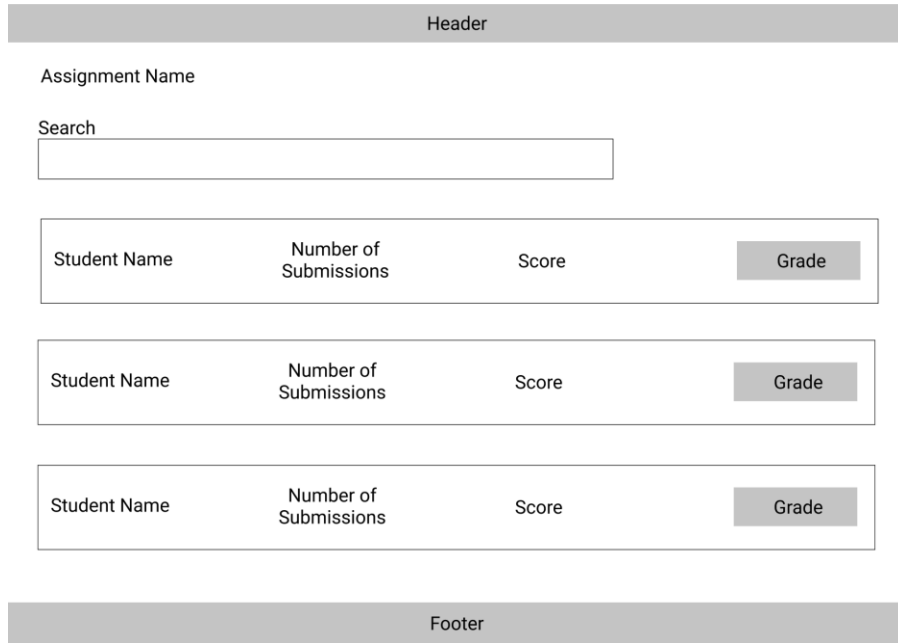 Header
Assignment Name
Search
Student Name
Number of
Submissions
Score
Grade
Student Name
Number of
Submissions
Score
Grade
Student Name
Number of
Submissions
Score
Grade
Footer